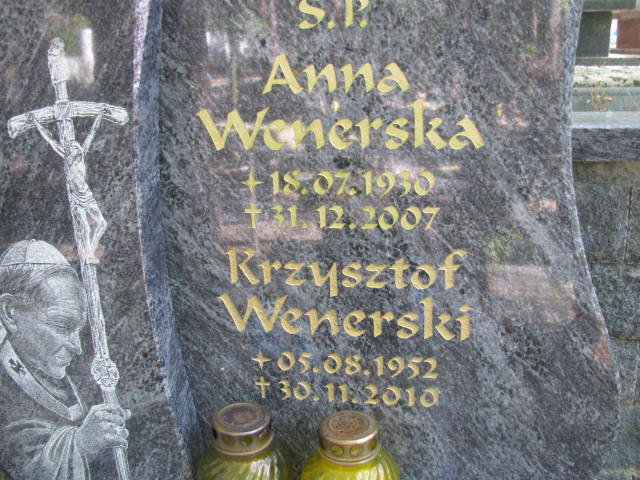 Ś.P.
Anna
Wenerska
+ 18.07.1930
† 31.12.2007
Krzysztof
Wenerski
+ 05.08.1952
† 30.11.2010